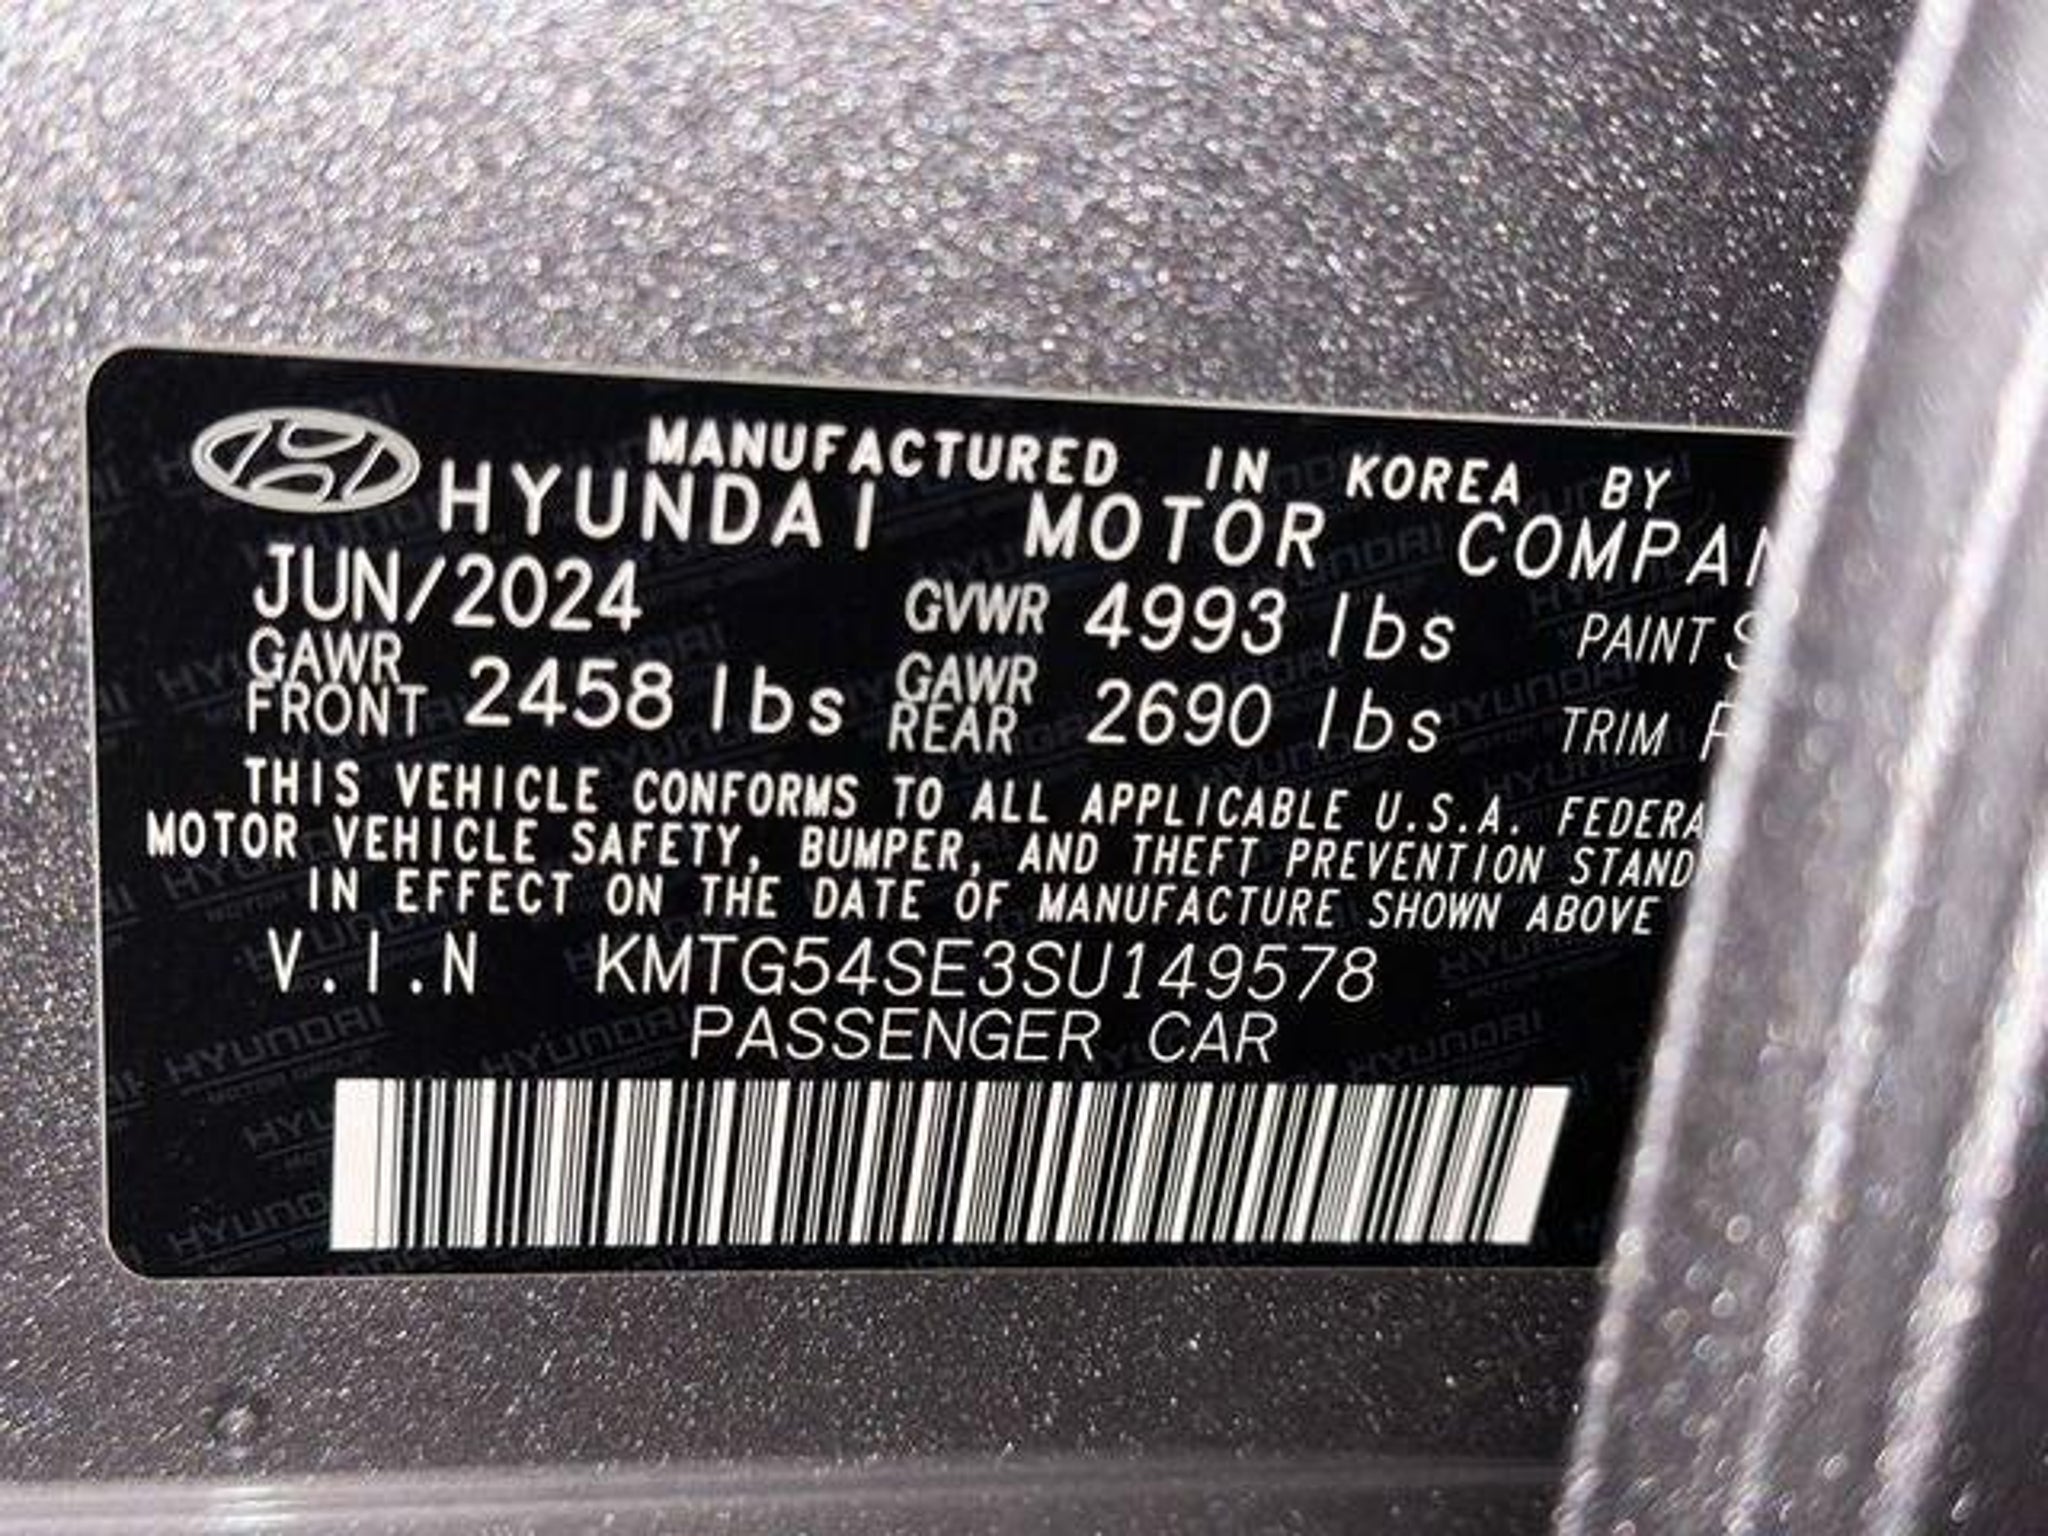 MANUFACTURED IN KOREA BY
HYUNDAI MOTOR
JUN/2024 GVWR 4993 lbs PAINT
GAWR FRONT 2458 lbs GAWR REAR 2690 lbs TRIM
THIS VEHICLE CONFORMS TO ALL APPLICABLE U.S.A.
MOTOR VEHICLE SAFETY, BUMPER, AND THEFT PREVENTION
IN EFFECT ON THE DATE OF MANUFACTURE SHOWN ABOVE
V.I.N KMTG54SE3SU149578
PASSENGER CAR